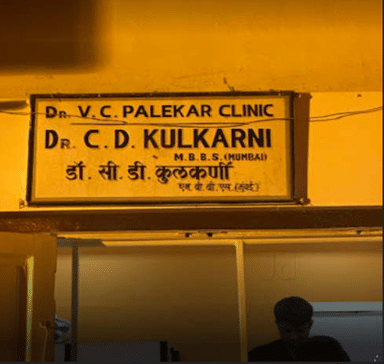 DR. V.C. PALEKAR CLINIC
DR. C.D. KULKARNI
M.B.B.S.(MUMBAI)
डॉ. सी. डी. कुलकर्णी
एम.बी.बी.एस.(मुंबई)